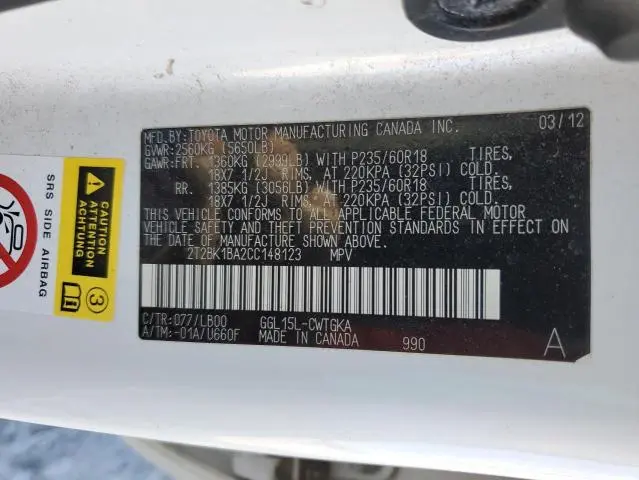 MFD.BY:TOYOTA MOTOR MANUFACTURING CANADA INC. 03/12
GVWR:2560KG (5650LB)
GAWR:FRT. 1360KG (2999LB) WITH P235/60R18 TIRES,
18X7 1/2J RIMS, AT 220KPA (32PSI) COLD.
RR. 1385KG (3056LB) WITH P235/60R18 TIRES,
18X7 1/2J RIMS, AT 220KPA (32PSI) COLD.
THIS VEHICLE CONFORMS TO ALL APPLICABLE FEDERAL MOTOR
VEHICLE SAFETY AND THEFT PREVENTION STANDARDS IN EFFECT ON
THE DATE OF MANUFACTURE SHOWN ABOVE.
2T2BK1BA2CC148123 MPV
C/TR:077/LB00 GGL15L-CWTGKA
A/TM:-01A/U660F MADE IN CANADA 990 A
SRS SIDE AIRBAG
CAUTION
ATTENTION
ACHTUNG
3